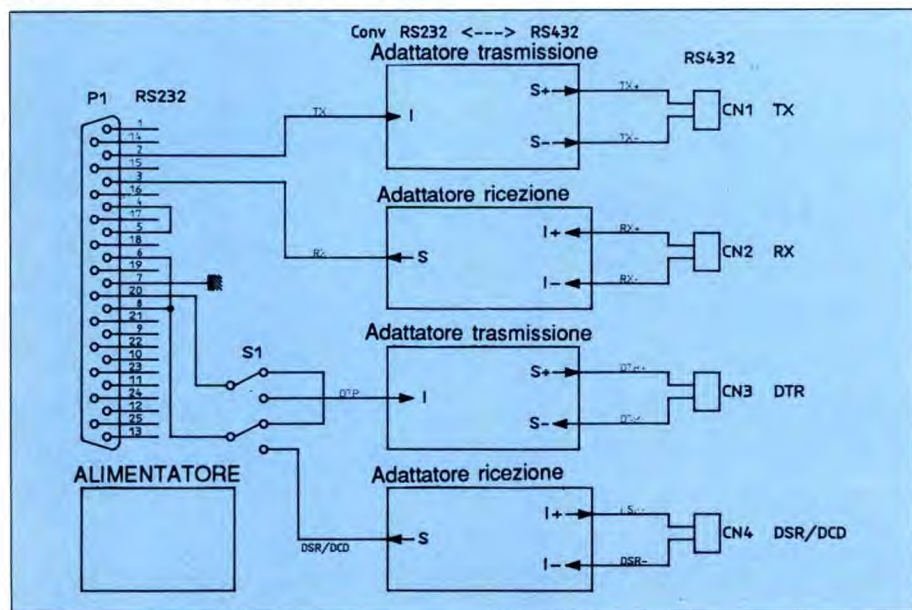 Conv RS232 <---> RS432
Adattatore trasmissione
RS432
P1 RS232
1
14
2
15
3
16
4
17
5
18
6
19
7
20
8
21
9
22
10
23
11
24
12
25
13
TX
I
S+
S-
TX+
TX-
CN1 TX
Adattatore ricezione
RX
S
I+
I-
RX+
RX-
CN2 RX
Adattatore trasmissione
S1
I
S+
S-
CN3 DTR
ALIMENTATORE
Adattatore ricezione
DSR/DCD
S
I+
I-
DSR-
CN4 DSR/DCD